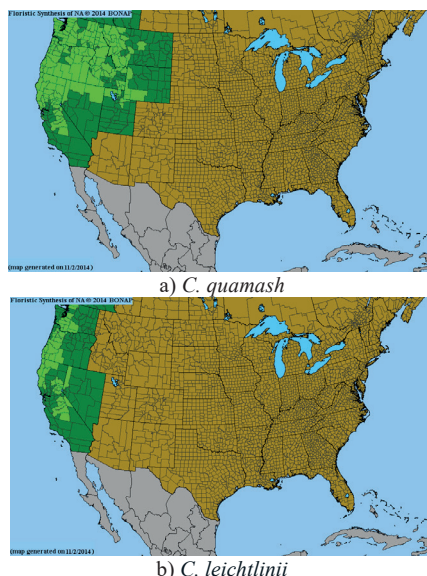 Floristic Synthesis of NA © 2014 BONAP
(map generated on 11/2/2014 )
a) C. quamash
Floristic Synthesis of NA © 2014 BONAP
(map generated on 11/2/2014 )
b) C. leichtlinii